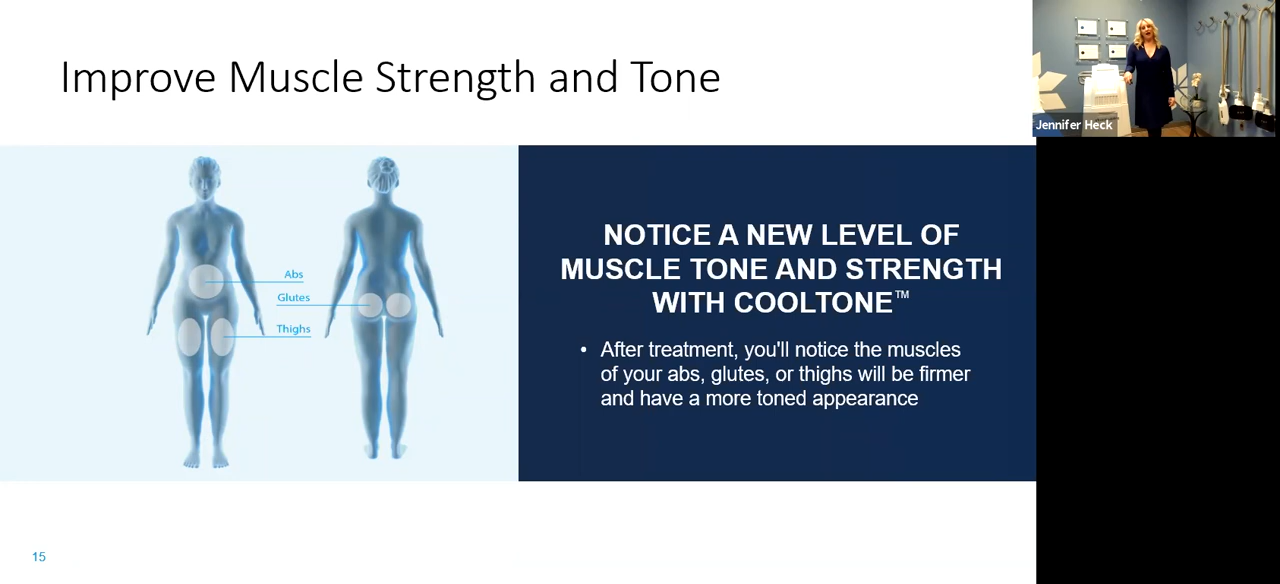 Improve Muscle Strength and Tone
Jennifer Heck
Abs
Glutes
Thighs
NOTICE A NEW LEVEL OF
MUSCLE TONE AND STRENGTH
WITH COOLTONE™
• After treatment, you'll notice the muscles
of your abs, glutes, or thighs will be firmer
and have a more toned appearance
15